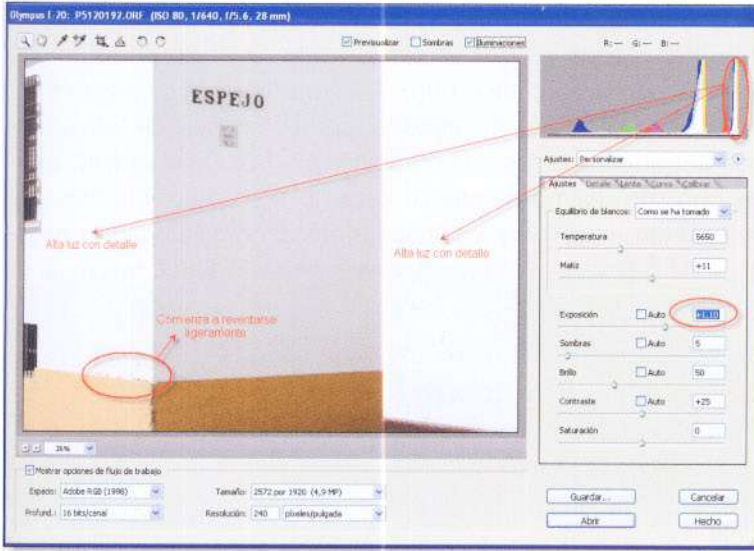 Olympus E-20: P5120192.ORF (ISO 80, 1/640, f/5.6, 28 mm)
Previsualizar Sombras Iluminaciones
R: --- G: --- B: ---
ESPEJO
Alta luz con detalle
Alta luz con detalle
Comienza a reventarse
ligeramente
Ajustes: Personalizar
Ajustes Detalle Lente Curva Calibrar
Equilibrio de blancos: Como se ha tomado
Temperatura 5650
Matiz +11
Exposición Auto +1,10
Sombras Auto 5
Brillo Auto 50
Contraste Auto +25
Saturación 0
26%
Mostrar opciones de flujo de trabajo
Espacio: Adobe RGB (1998) Tamaño: 2572 por 1920 (4,9 MP)
Profund.: 16 bits/canal Resolución: 240 píxeles/pulgada
Guardar... Cancelar
Abrir Hecho